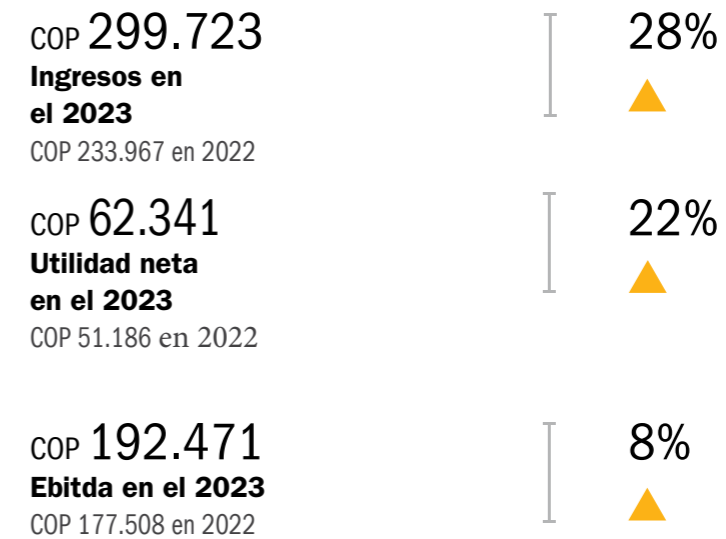 COP 299.723 28%
Ingresos en
el 2023
COP 233.967 en 2022
COP 62.341 22%
Utilidad neta
en el 2023
COP 51.186 en 2022
COP 192.471 8%
Ebitda en el 2023
COP 177.508 en 2022